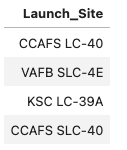 Launch_Site
CCAFS LC-40
VAFB SLC-4E
KSC LC-39A
CCAFS SLC-40